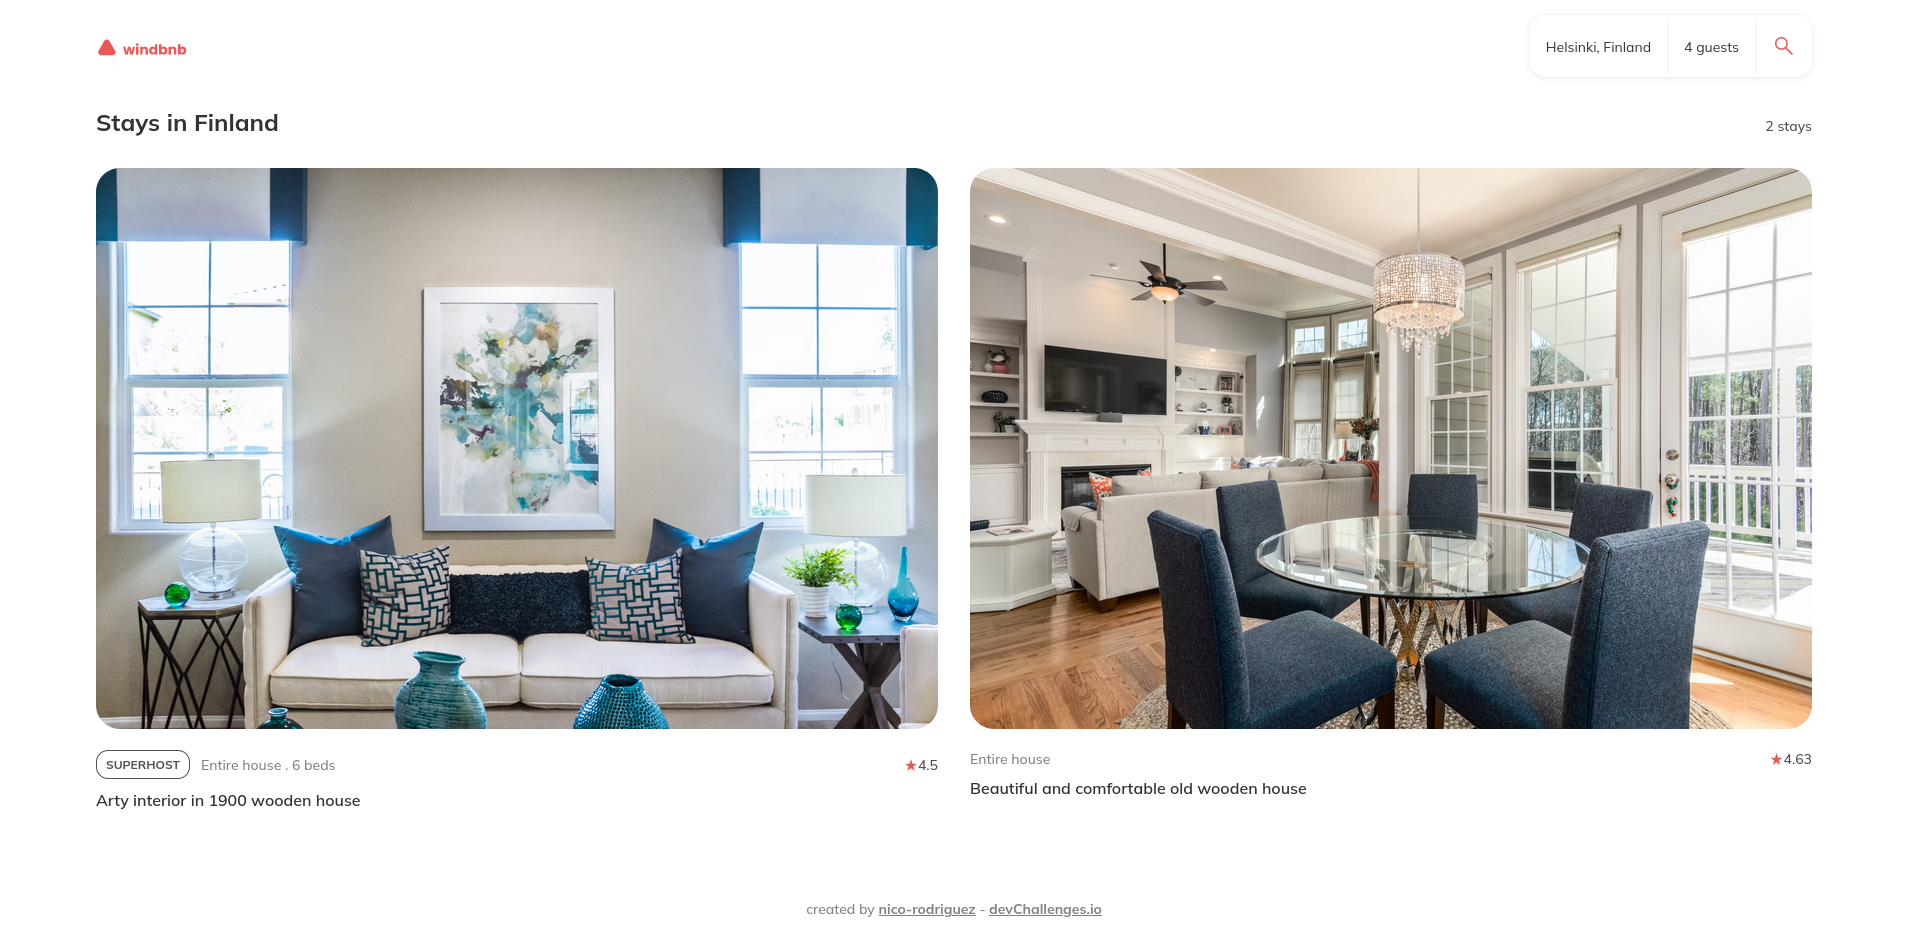 windbnb
Helsinki, Finland
4 guests
Stays in Finland
2 stays
SUPERHOST
Entire house . 6 beds
4.5
Arty interior in 1900 wooden house
Entire house
4.63
Beautiful and comfortable old wooden house
created by nico-rodriguez - devChallenges.io